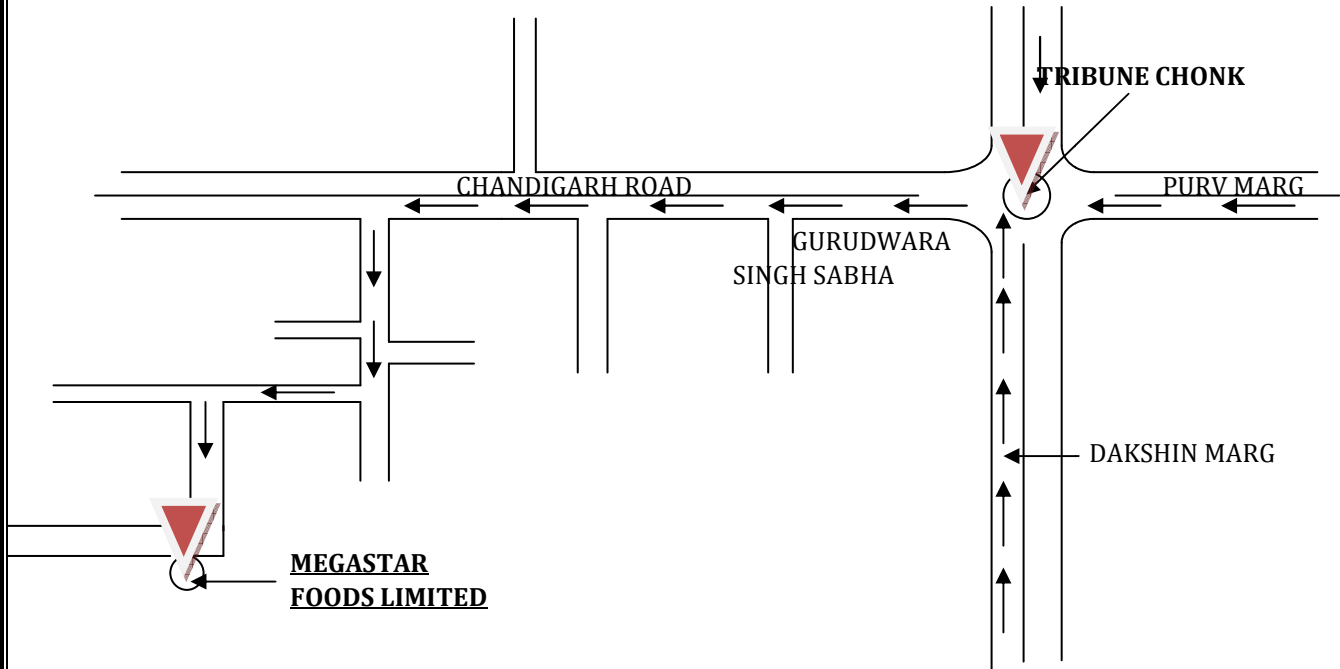 TRIBUNE CHONK
CHANDIGARH ROAD
PURV MARG
GURUDWARA
SINGH SABHA
DAKSHIN MARG
MEGASTAR
FOODS LIMITED